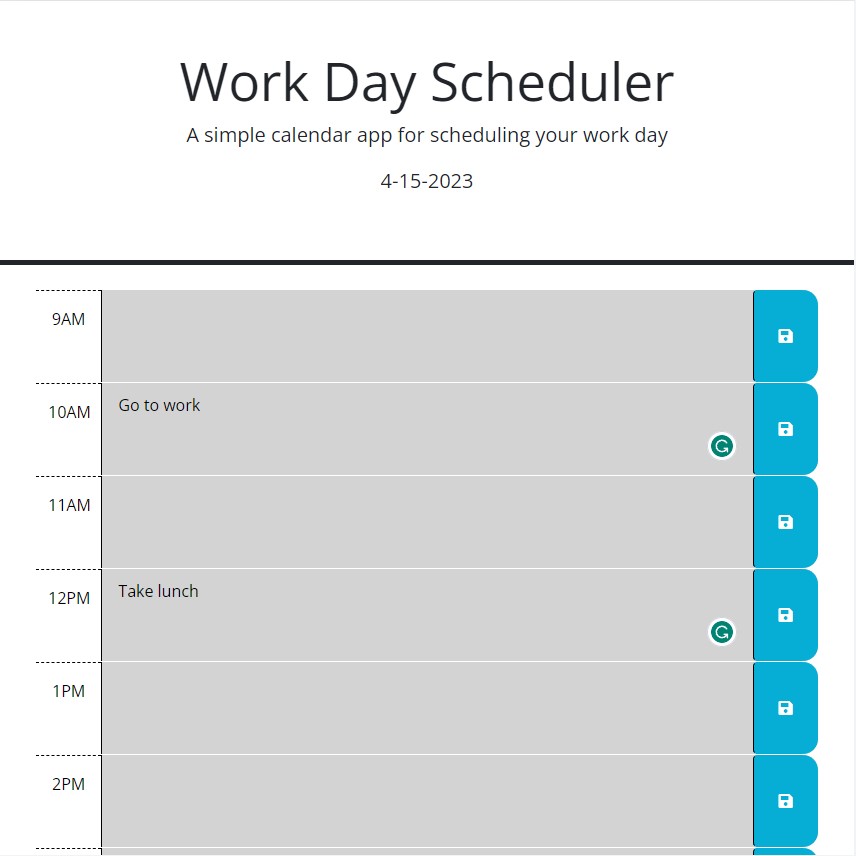 Work Day Scheduler
A simple calendar app for scheduling your work day
4-15-2023
9AM
10AM
Go to work
11AM
12PM
Take lunch
1PM
2PM